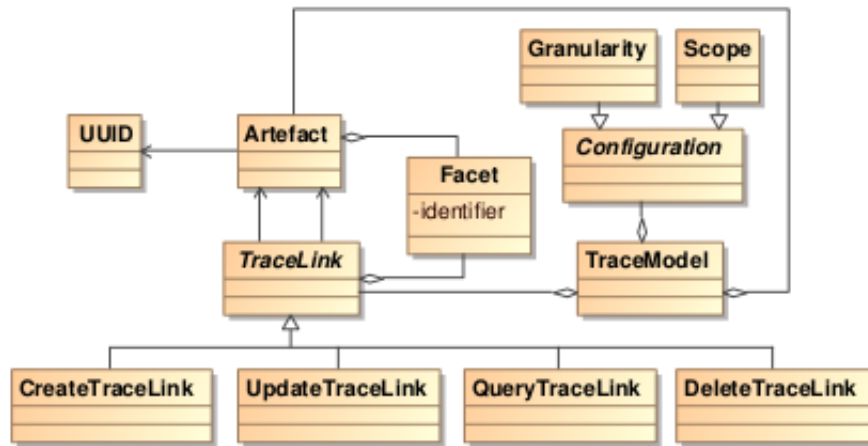 Granularity
Scope
UUID
Artefact
Configuration
Facet
-identifier
TraceLink
TraceModel
CreateTraceLink
UpdateTraceLink
QueryTraceLink
DeleteTraceLink